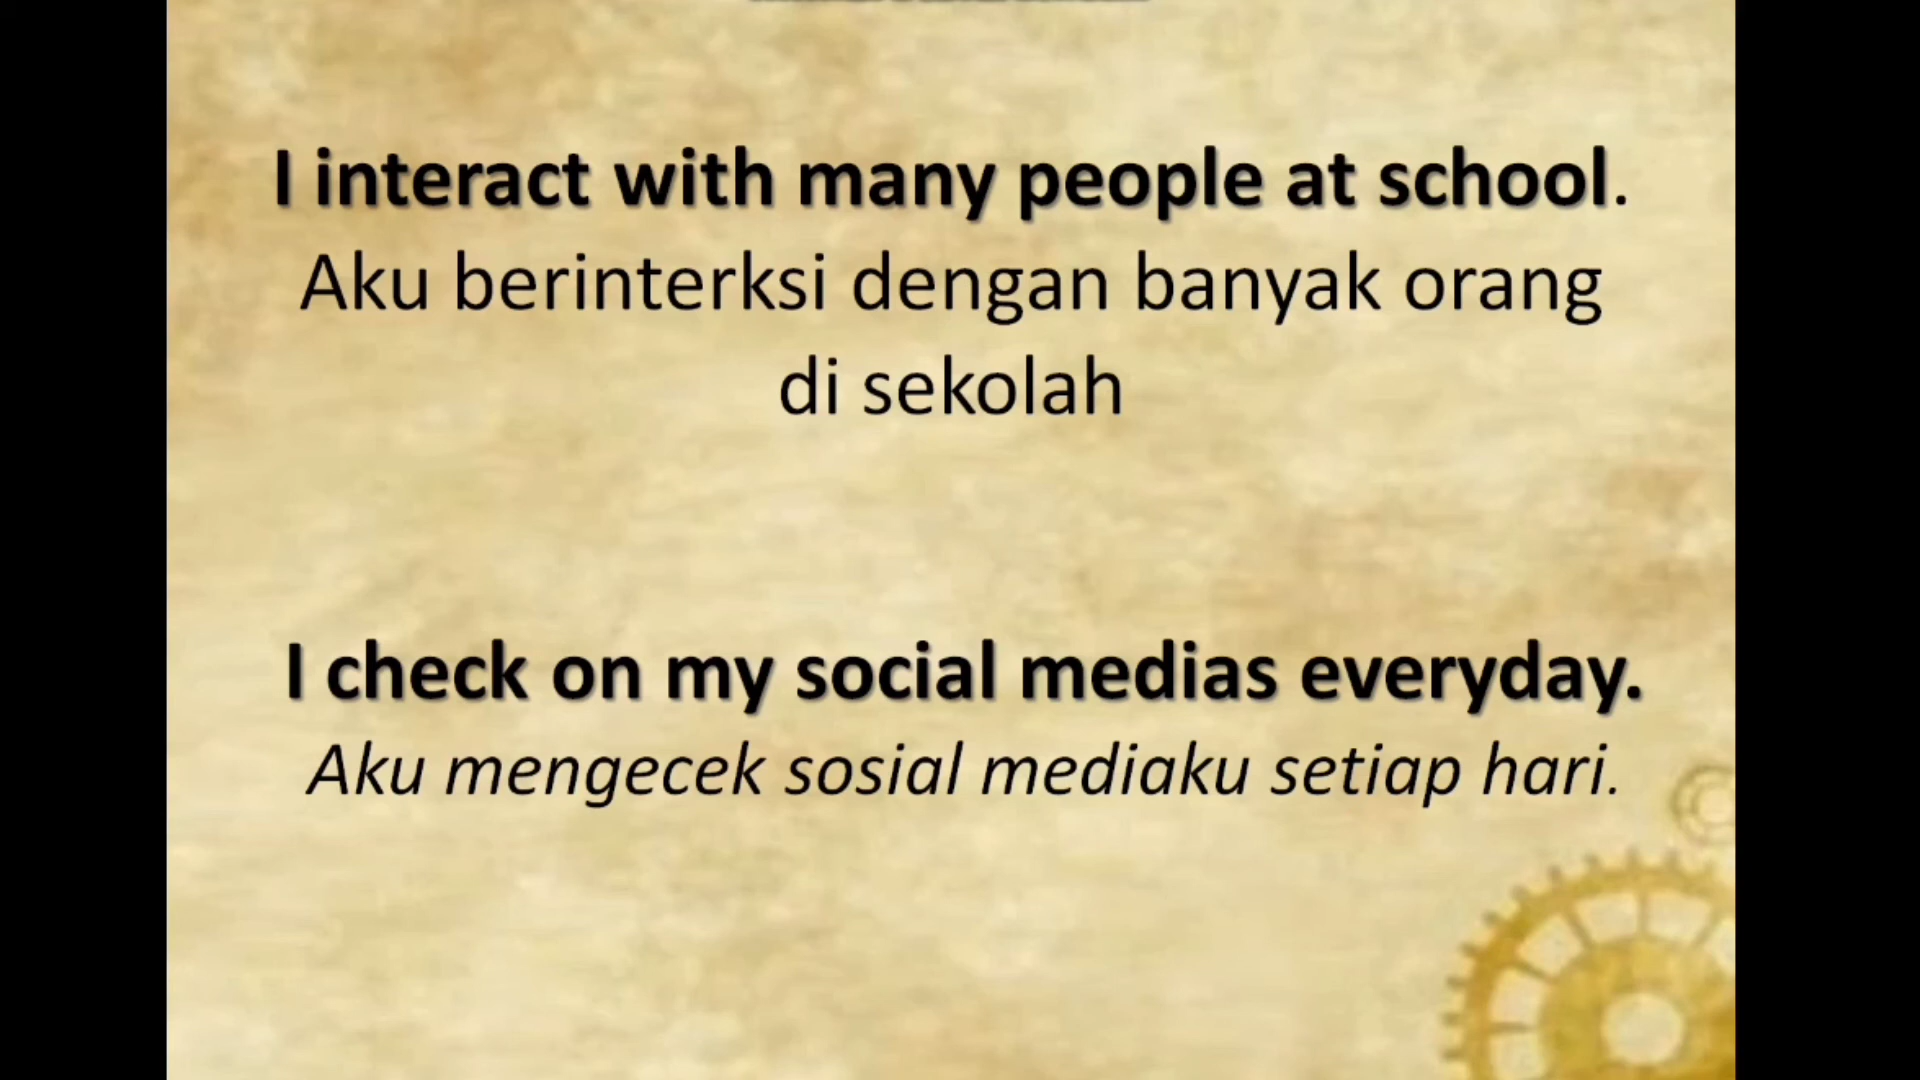 I interact with many people at school.
Aku berinterksi dengan banyak orang
di sekolah
I check on my social medias everyday.
Aku mengecek sosial mediaku setiap hari.